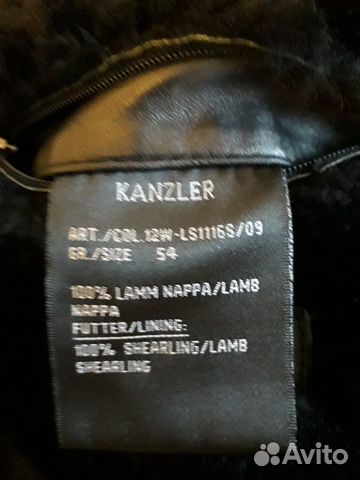 KANZLER
ART./COL.12W-LS1116S/09
GR./SIZE 54
100% LAMM NAPPA/LAMB
NAPPA
FUTTER/LINING:
100% SHEARLING/LAMB
SHEARLING
Avito